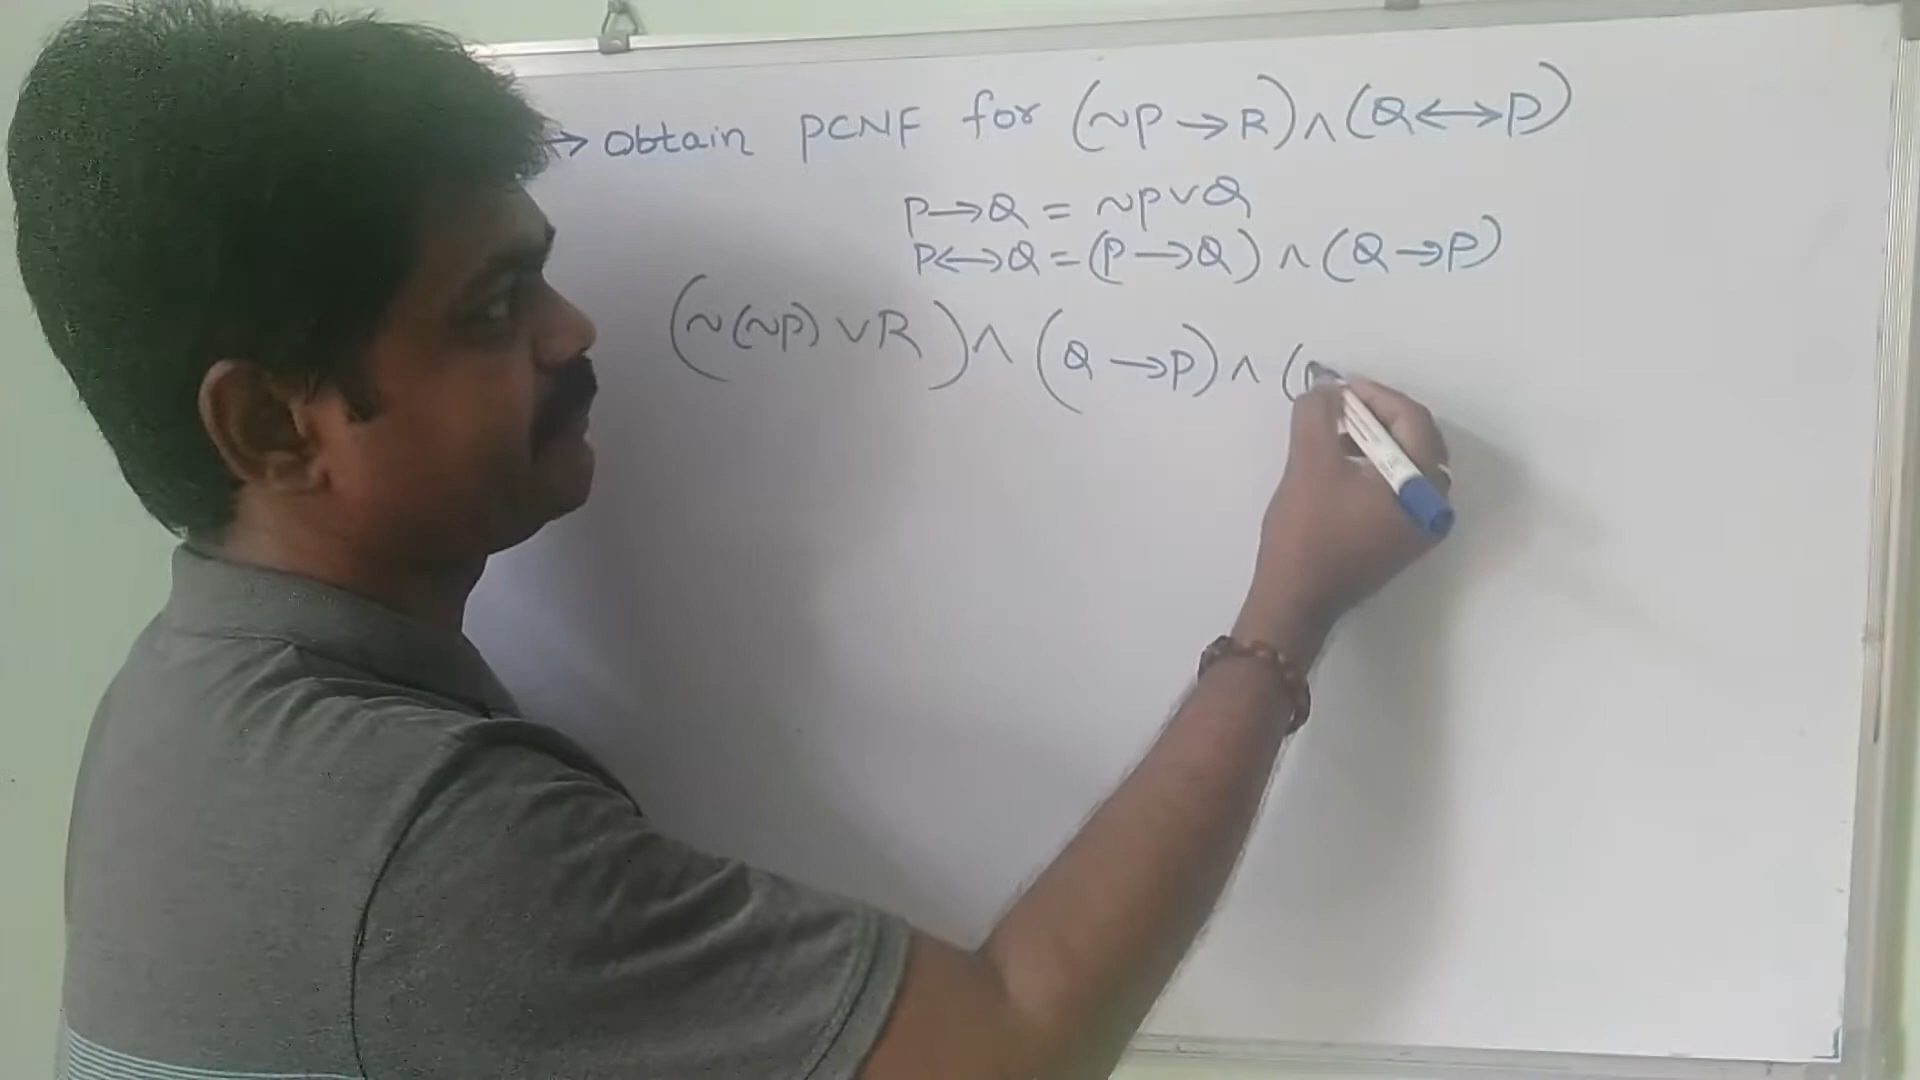 → Obtain PCNF for (~P → R) ∧ (Q ↔ P)
P → Q = ~P ∨ Q
P ↔ Q = (P → Q) ∧ (Q → P)
(~(~P) ∨ R) ∧ (Q → P) ∧ (